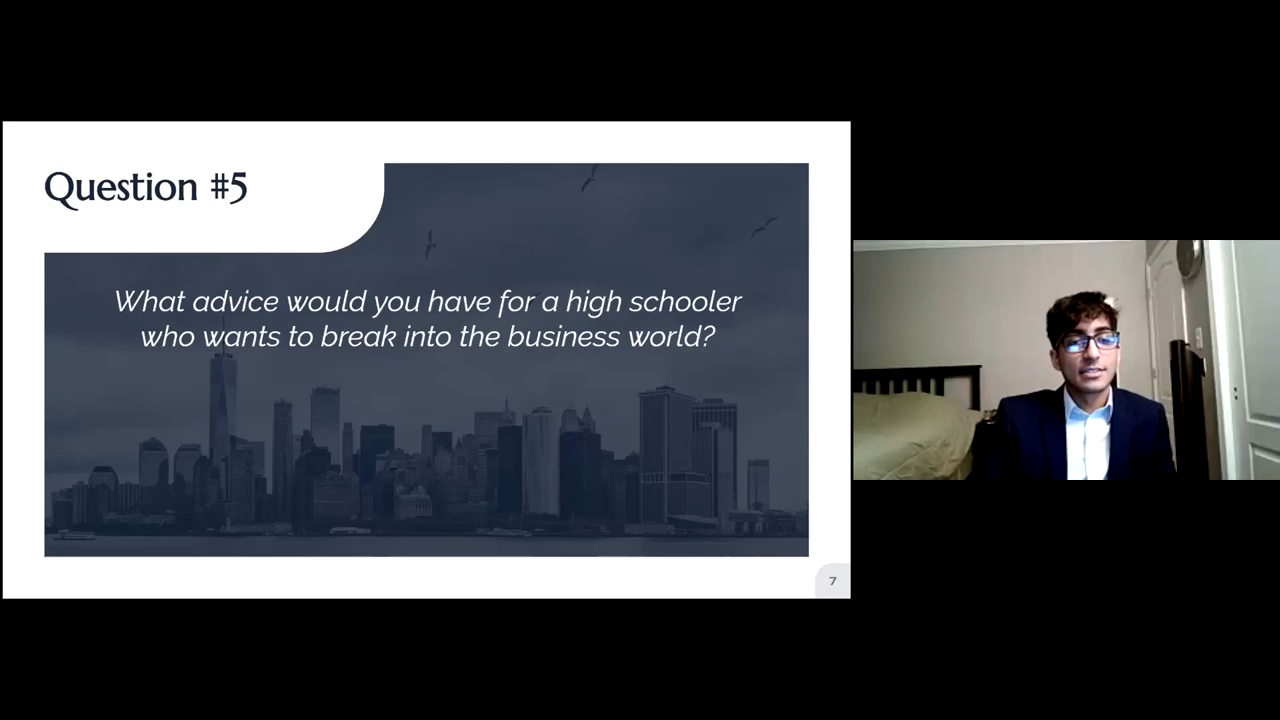 Question #5
What advice would you have for a high schooler
who wants to break into the business world?
7